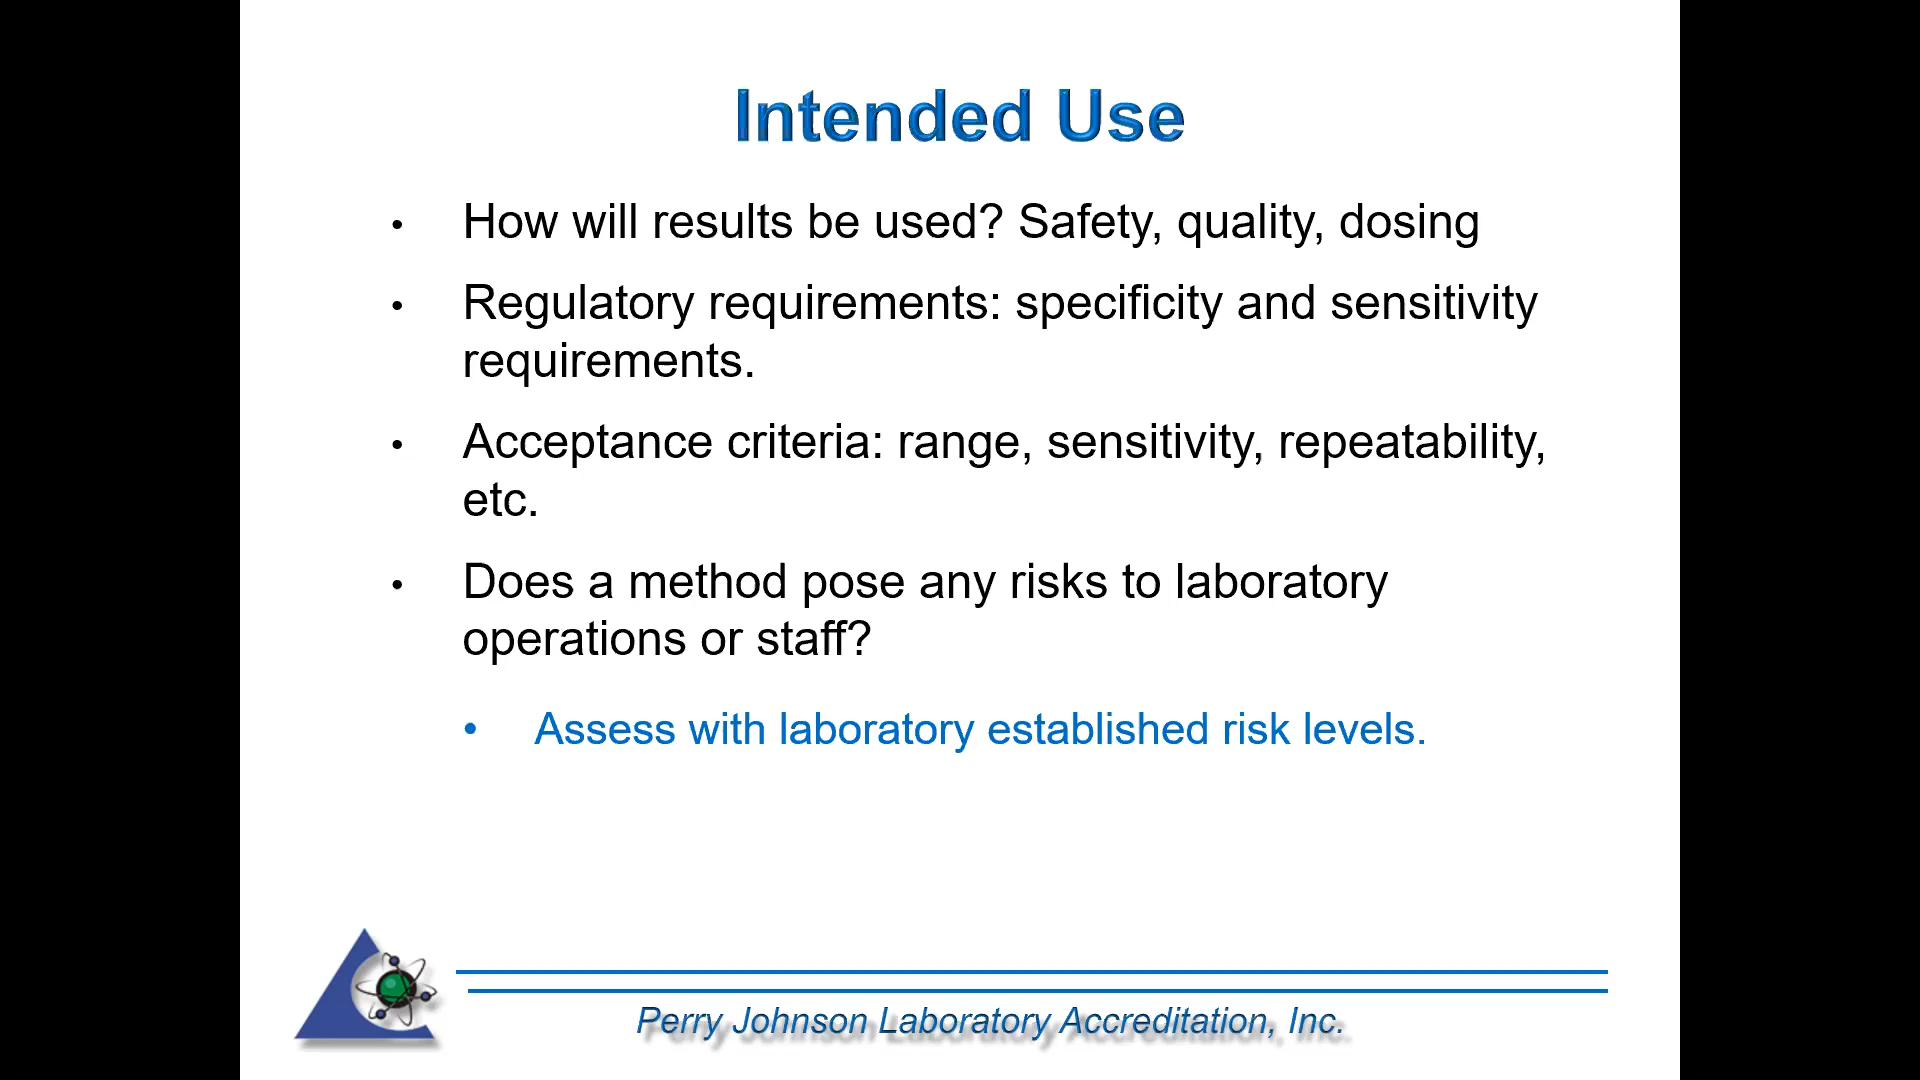 Intended Use
• How will results be used? Safety, quality, dosing
• Regulatory requirements: specificity and sensitivity
requirements.
• Acceptance criteria: range, sensitivity, repeatability,
etc.
• Does a method pose any risks to laboratory
operations or staff?
• Assess with laboratory established risk levels.
Perry Johnson Laboratory Accreditation, Inc.